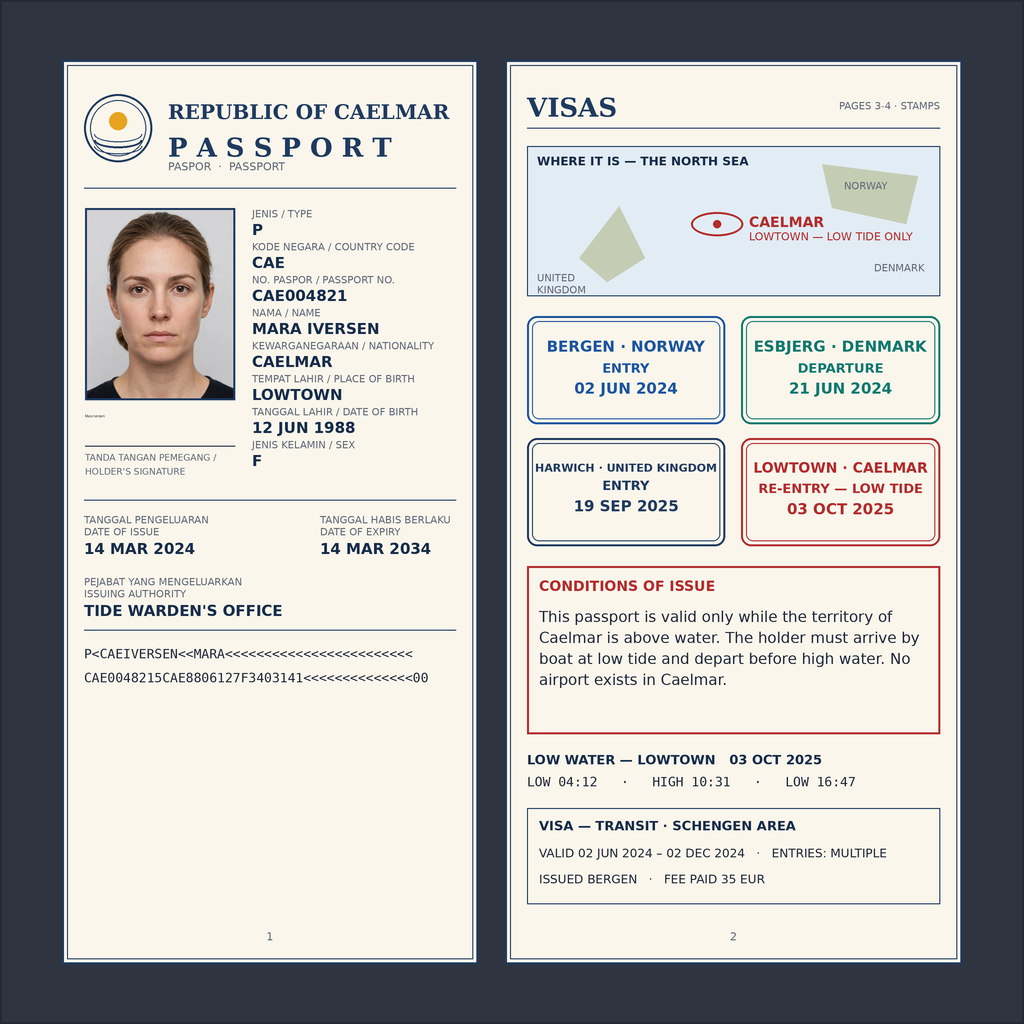 REPUBLIC OF CAELMAR
PASSPORT
PASPOR · PASSPORT
JENIS / TYPE
P
KODE NEGARA / COUNTRY CODE
CAE
NO. PASPOR / PASSPORT NO.
CAE004821
NAMA / NAME
MARA IVERSEN
KEWARGANEGARAAN / NATIONALITY
CAELMAR
TEMPAT LAHIR / PLACE OF BIRTH
LOWTOWN
TANGGAL LAHIR / DATE OF BIRTH
12 JUN 1988
JENIS KELAMIN / SEX
F
Mara Iversen
TANDA TANGAN PEMEGANG /
HOLDER'S SIGNATURE
TANGGAL PENGELUARAN
DATE OF ISSUE
14 MAR 2024
TANGGAL HABIS BERLAKU
DATE OF EXPIRY
14 MAR 2034
PEJABAT YANG MENGELUARKAN
ISSUING AUTHORITY
TIDE WARDEN'S OFFICE
P<CAEIVERSEN<<MARA<<<<<<<<<<<<<<<<<<<<<<<<
CAE0048215CAE8806127F3403141<<<<<<<<<<<<<<00
1
VISAS
PAGES 3-4 · STAMPS
WHERE IT IS — THE NORTH SEA
NORWAY
CAELMAR
LOWTOWN — LOW TIDE ONLY
DENMARK
UNITED
KINGDOM
BERGEN · NORWAY
ENTRY
02 JUN 2024
ESBJERG · DENMARK
DEPARTURE
21 JUN 2024
HARWICH · UNITED KINGDOM
ENTRY
19 SEP 2025
LOWTOWN · CAELMAR
RE-ENTRY — LOW TIDE
03 OCT 2025
CONDITIONS OF ISSUE
This passport is valid only while the territory of
Caelmar is above water. The holder must arrive by
boat at low tide and depart before high water. No
airport exists in Caelmar.
LOW WATER — LOWTOWN 03 OCT 2025
LOW 04:12 · HIGH 10:31 · LOW 16:47
VISA — TRANSIT · SCHENGEN AREA
VALID 02 JUN 2024 – 02 DEC 2024 · ENTRIES: MULTIPLE
ISSUED BERGEN · FEE PAID 35 EUR
2